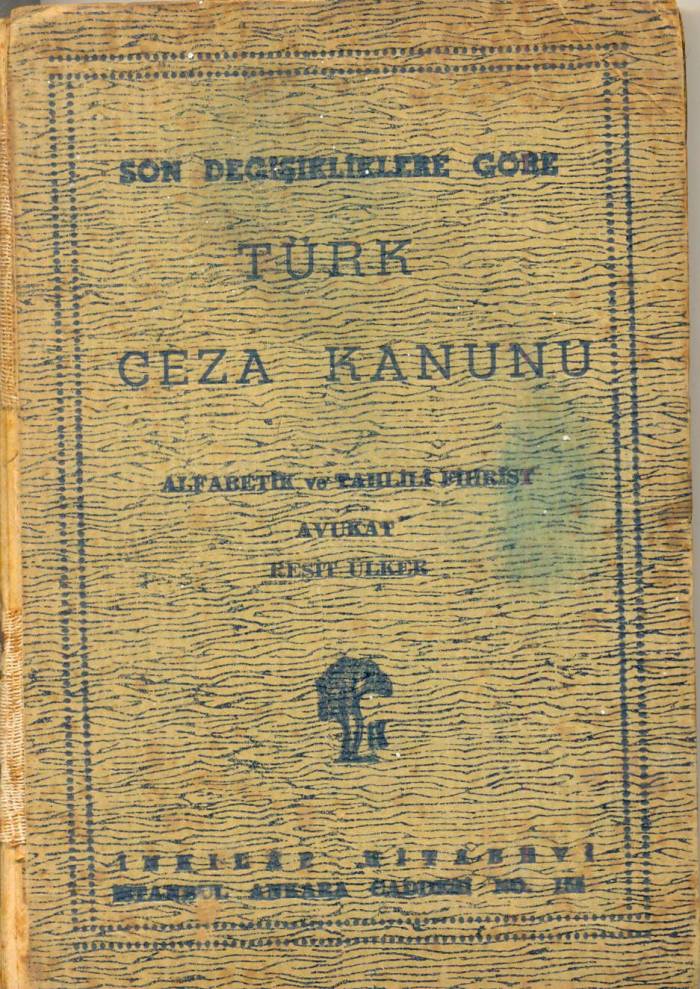 SON DEĞİŞİKLİKLERE GÖRE
TÜRK
CEZA KANUNU
ALFABETİK ve TAHLİLÎ FİHRİST
AVUKAT
REŞİT ÜLKER
İNKILÂP KİTABEVİ
İSTANBUL ANKARA CADDESİ NO.